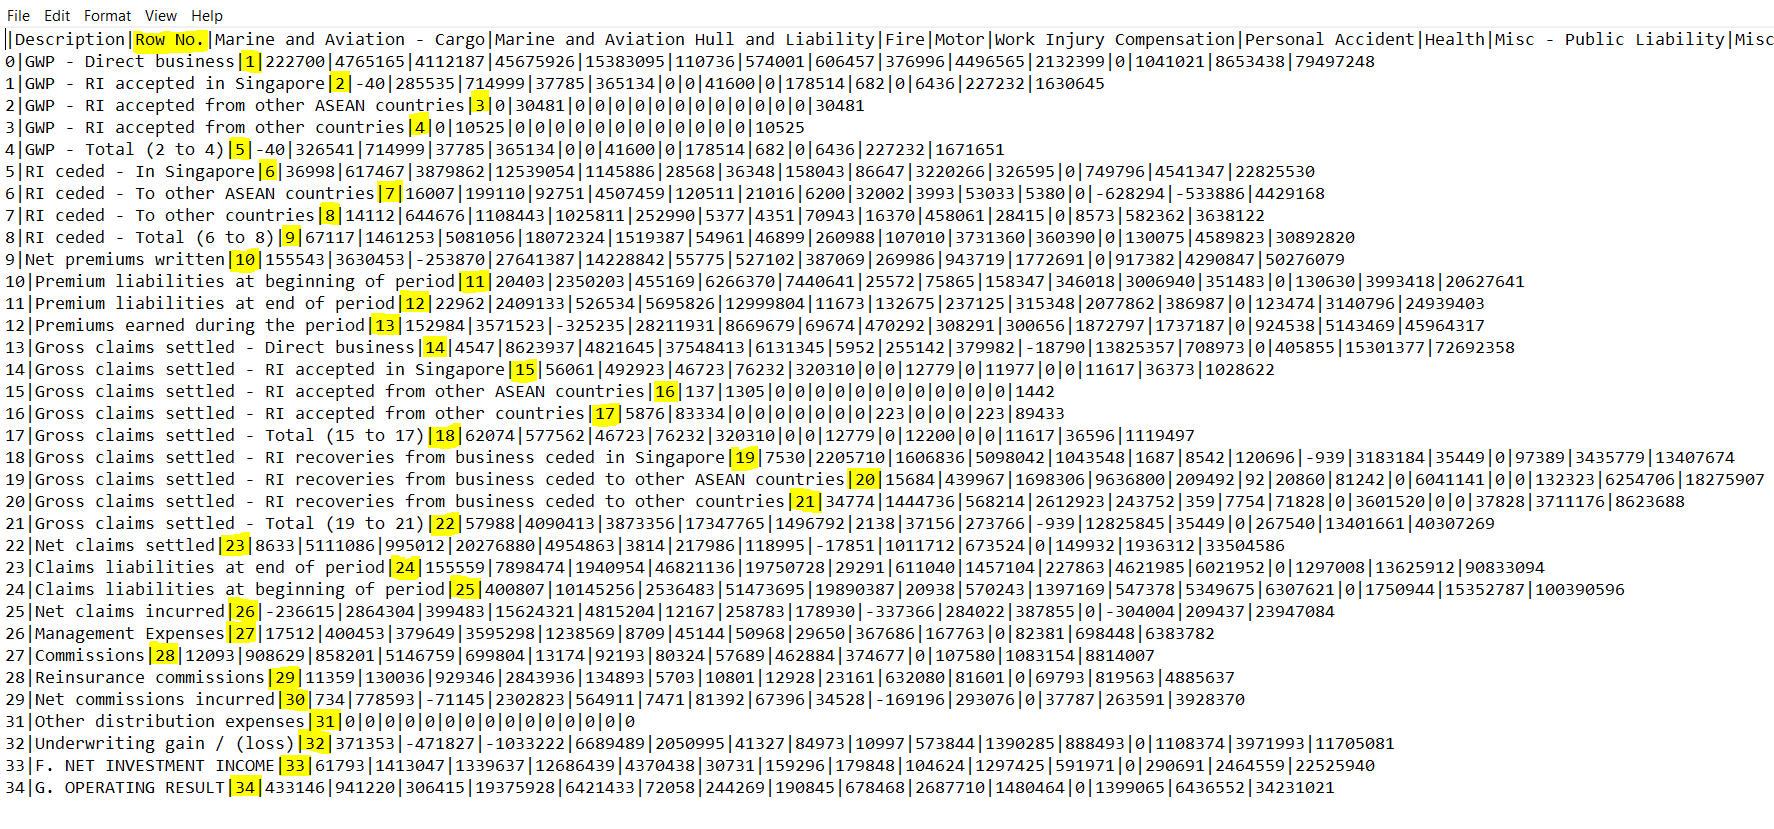 File Edit Format View Help
|Description|Row No.|Marine and Aviation - Cargo|Marine and Aviation Hull and Liability|Fire|Motor|Work Injury Compensation|Personal Accident|Health|Misc - Public Liability|Misc
0|GWP - Direct business|1|222700|4765165|4112187|45675926|15383095|110736|574001|606457|376996|4496565|2132399|0|1041021|8653438|79497248
1|GWP - RI accepted in Singapore|2|-40|285535|714999|37785|365134|0|0|41600|0|178514|682|0|6436|227232|1630645
2|GWP - RI accepted from other ASEAN countries|3|0|30481|0|0|0|0|0|0|0|0|0|0|0|0|30481
3|GWP - RI accepted from other countries|4|0|10525|0|0|0|0|0|0|0|0|0|0|0|0|10525
4|GWP - Total (2 to 4)|5|-40|326541|714999|37785|365134|0|0|41600|0|178514|682|0|6436|227232|1671651
5|RI ceded - In Singapore|6|36998|617467|3879862|12539054|1145886|28568|36348|158043|86647|3220266|326595|0|749796|4541347|22825530
6|RI ceded - To other ASEAN countries|7|16007|199110|92751|4507459|120511|21016|6200|32002|3993|53033|5380|0|-628294|-533886|4429168
7|RI ceded - To other countries|8|14112|644676|1108443|1025811|252990|5377|4351|70943|16370|458061|28415|0|8573|582362|3638122
8|RI ceded - Total (6 to 8)|9|67117|1461253|5081056|18072324|1519387|54961|46899|260988|107010|3731360|360390|0|130075|4589823|30892820
9|Net premiums written|10|155543|3630453|-253870|27641387|14228842|55775|527102|387069|269986|943719|1772691|0|917382|4290847|50276079
10|Premium liabilities at beginning of period|11|20403|2350203|455169|6266370|7440641|25572|75865|158347|346018|3006940|351483|0|130630|3993418|20627641
11|Premium liabilities at end of period|12|22962|2409133|526534|5695826|12999804|11673|132675|237125|315348|2077862|386987|0|123474|3140796|24939403
12|Premiums earned during the period|13|152984|3571523|-325235|28211931|8669679|69674|470292|308291|300656|1872797|1737187|0|924538|5143469|45964317
13|Gross claims settled - Direct business|14|4547|8623937|4821645|37548413|6131345|5952|255142|379982|-18790|13825357|708973|0|405855|15301377|72692358
14|Gross claims settled - RI accepted in Singapore|15|56061|492923|46723|76232|320310|0|0|12779|0|11977|0|0|11617|36373|1028622
15|Gross claims settled - RI accepted from other ASEAN countries|16|137|1305|0|0|0|0|0|0|0|0|0|0|0|0|1442
16|Gross claims settled - RI accepted from other countries|17|5876|83334|0|0|0|0|0|0|0|223|0|0|0|223|89433
17|Gross claims settled - Total (15 to 17)|18|62074|577562|46723|76232|320310|0|0|12779|0|12200|0|0|11617|36596|1119497
18|Gross claims settled - RI recoveries from business ceded in Singapore|19|7530|2205710|1606836|5098042|1043548|1687|8542|120696|-939|3183184|35449|0|97389|3435779|13407674
19|Gross claims settled - RI recoveries from business ceded to other ASEAN countries|20|15684|439967|1698306|9636800|209492|92|20860|81242|0|6041141|0|0|132323|6254706|18275907
20|Gross claims settled - RI recoveries from business ceded to other countries|21|34774|1444736|568214|2612923|243752|359|7754|71828|0|3601520|0|0|37828|3711176|8623688
21|Gross claims settled - Total (19 to 21)|22|57988|4090413|3873356|17347765|1496792|2138|37156|273766|-939|12825845|35449|0|267540|13401661|40307269
22|Net claims settled|23|8633|5111086|995012|20276880|4954863|3814|217986|118995|-17851|1011712|673524|0|149932|1936312|33504586
23|Claims liabilities at end of period|24|155559|7898474|1940954|46821136|19750728|29291|611040|1457104|227863|4621985|6021952|0|1297008|13625912|90833094
24|Claims liabilities at beginning of period|25|400807|10145256|2536483|51473695|19890387|20938|570243|1397169|547378|5349675|6307621|0|1750944|15352787|100390596
25|Net claims incurred|26|-236615|2864304|399483|15624321|4815204|12167|258783|178930|-337366|284022|387855|0|-304004|209437|23947084
26|Management Expenses|27|17512|400453|379649|3595298|1238569|8709|45144|50968|29650|367686|167763|0|82381|698448|6383782
27|Commissions|28|12093|908629|858201|5146759|699804|13174|92193|80324|57689|462884|374677|0|107580|1083154|8814007
28|Reinsurance commissions|29|11359|130036|929346|2843936|134893|5703|10801|12928|23161|632080|81601|0|69793|819563|4885637
29|Net commissions incurred|30|734|778593|-71145|2302823|564911|7471|81392|67396|34528|-169196|293076|0|37787|263591|3928370
31|Other distribution expenses|31|0|0|0|0|0|0|0|0|0|0|0|0|0|0|0
32|Underwriting gain / (loss)|32|371353|-471827|-1033222|6689489|2050995|41327|84973|10997|573844|1390285|888493|0|1108374|3971993|11705081
33|F. NET INVESTMENT INCOME|33|61793|1413047|1339637|12686439|4370438|30731|159296|179848|104624|1297425|591971|0|290691|2464559|22525940
34|G. OPERATING RESULT|34|433146|941220|306415|19375928|6421433|72058|244269|190845|678468|2687710|1480464|0|1399065|6436552|34231021